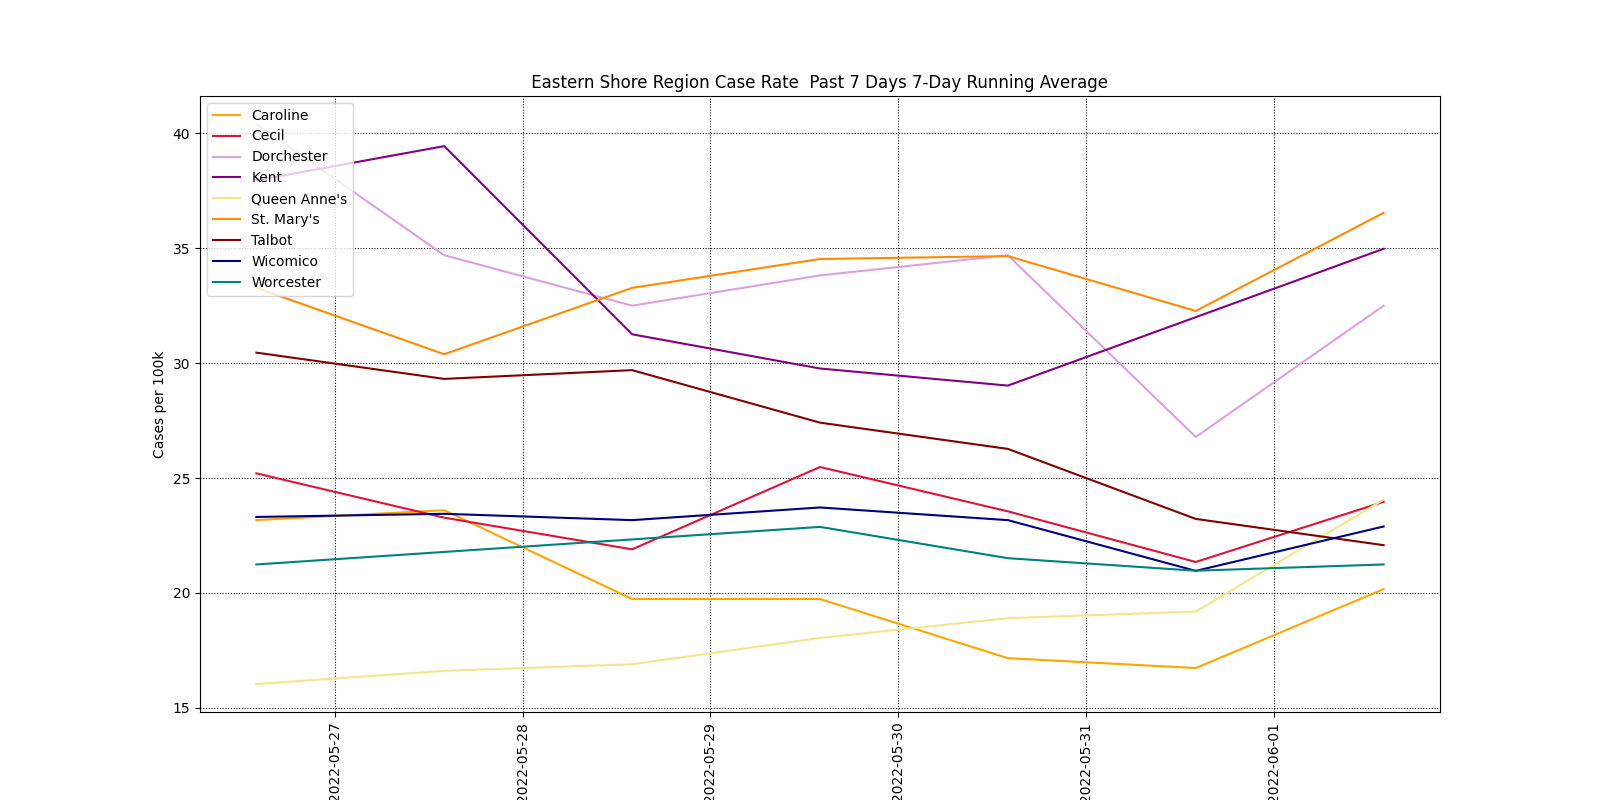 Eastern Shore Region Case Rate  Past 7 Days 7-Day Running Average
Caroline
Cecil
Dorchester
Kent
Queen Anne's
St. Mary's
Talbot
Wicomico
Worcester
Cases per 100k
40
35
30
25
20
15
2022-05-27
2022-05-28
2022-05-29
2022-05-30
2022-05-31
2022-06-01